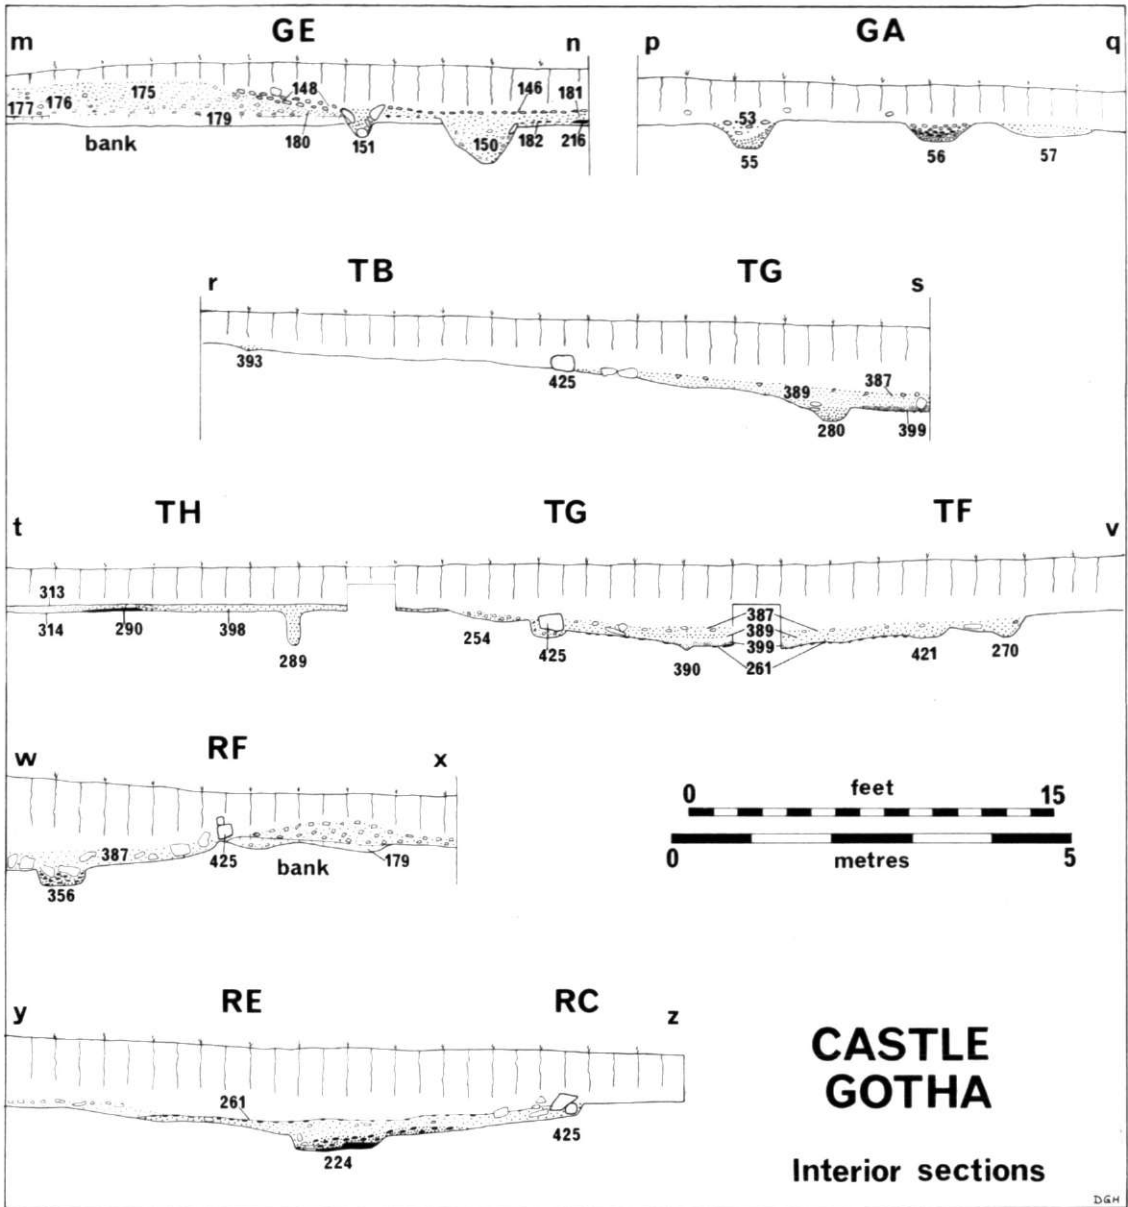 GE GA
m n p q
148 146 181
177 176 175 179 53
bank 180 151 150 182 216 55 56 57
TB TG
r s
393 425 389 387
280 399
TH TG TF
t v
313
314 290 398 254 387
389
399
289 425 390 261 421 270
RF
w x
0 feet 15
387 425 bank 179
0 metres 5
356
RE RC
y z
261
425
224
CASTLE
GOTHA
Interior sections
DGH